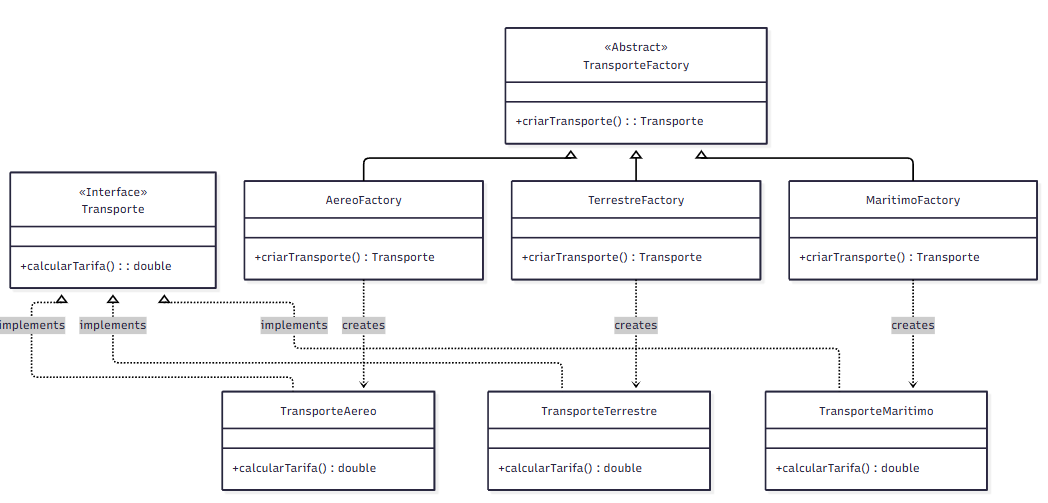 «Abstract»
TransporteFactory
+criarTransporte() : : Transporte
«Interface»
Transporte
+calcularTarifa() : : double
AereoFactory
+criarTransporte() : Transporte
TerrestreFactory
+criarTransporte() : Transporte
MaritimoFactory
+criarTransporte() : Transporte
implements
implements
implements
creates
creates
creates
TransporteAereo
+calcularTarifa() : double
TransporteTerrestre
+calcularTarifa() : double
TransporteMaritimo
+calcularTarifa() : double